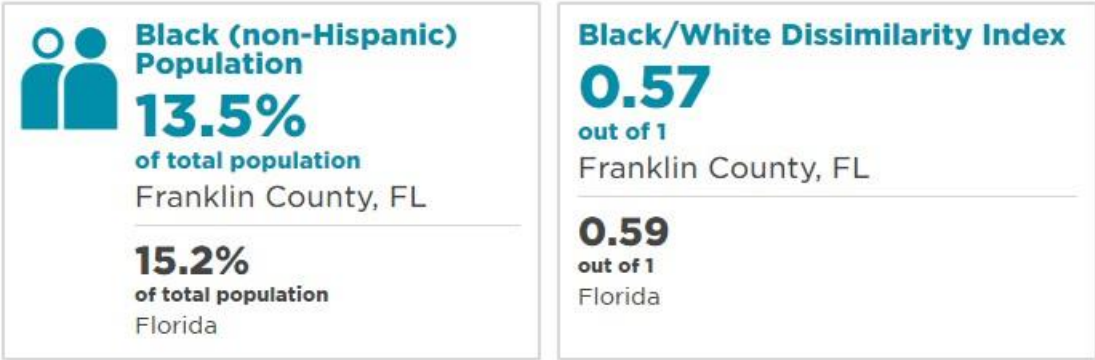 Black (non-Hispanic)
Population
13.5%
of total population
Franklin County, FL
15.2%
of total population
Florida
Black/White Dissimilarity Index
0.57
out of 1
Franklin County, FL
0.59
out of 1
Florida